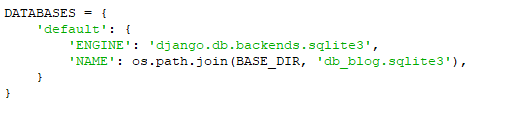 DATABASES = {
    'default': {
        'ENGINE': 'django.db.backends.sqlite3',
        'NAME': os.path.join(BASE_DIR, 'db_blog.sqlite3'),
    }
}